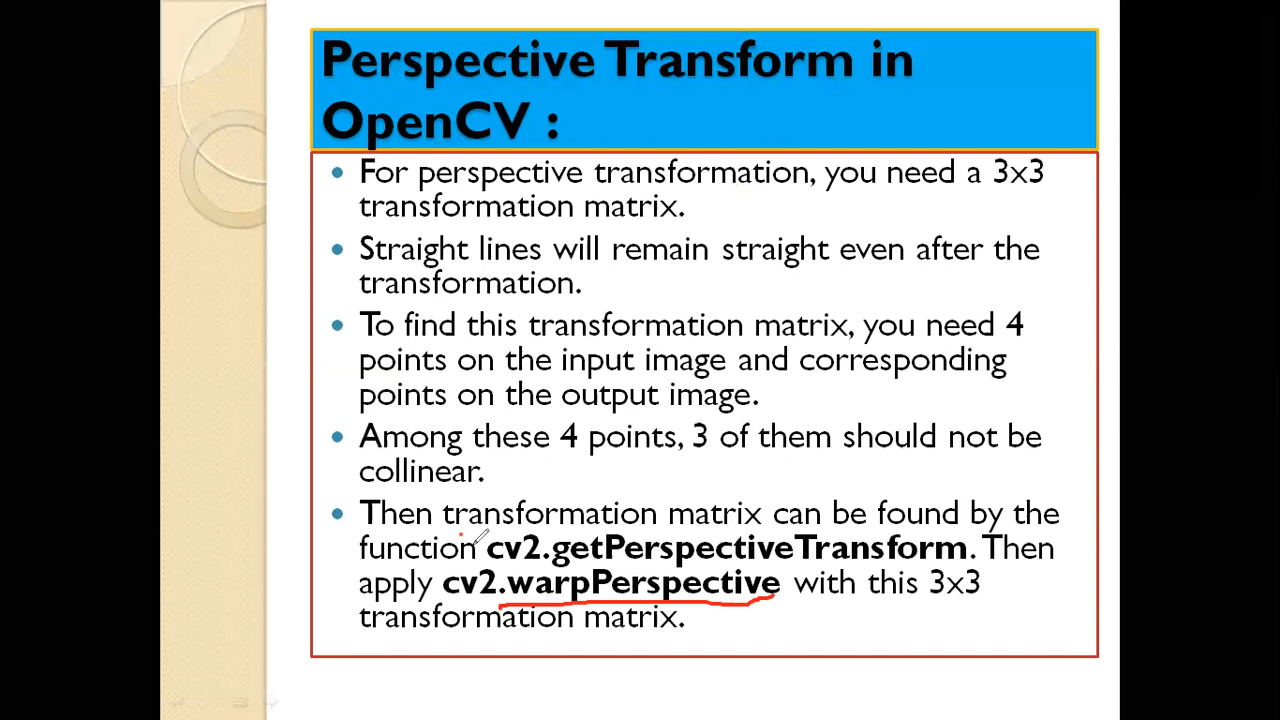 Perspective Transform in
OpenCV :
• For perspective transformation, you need a 3x3
transformation matrix.
• Straight lines will remain straight even after the
transformation.
• To find this transformation matrix, you need 4
points on the input image and corresponding
points on the output image.
• Among these 4 points, 3 of them should not be
collinear.
• Then transformation matrix can be found by the
function cv2.getPerspectiveTransform. Then
apply cv2.warpPerspective with this 3x3
transformation matrix.